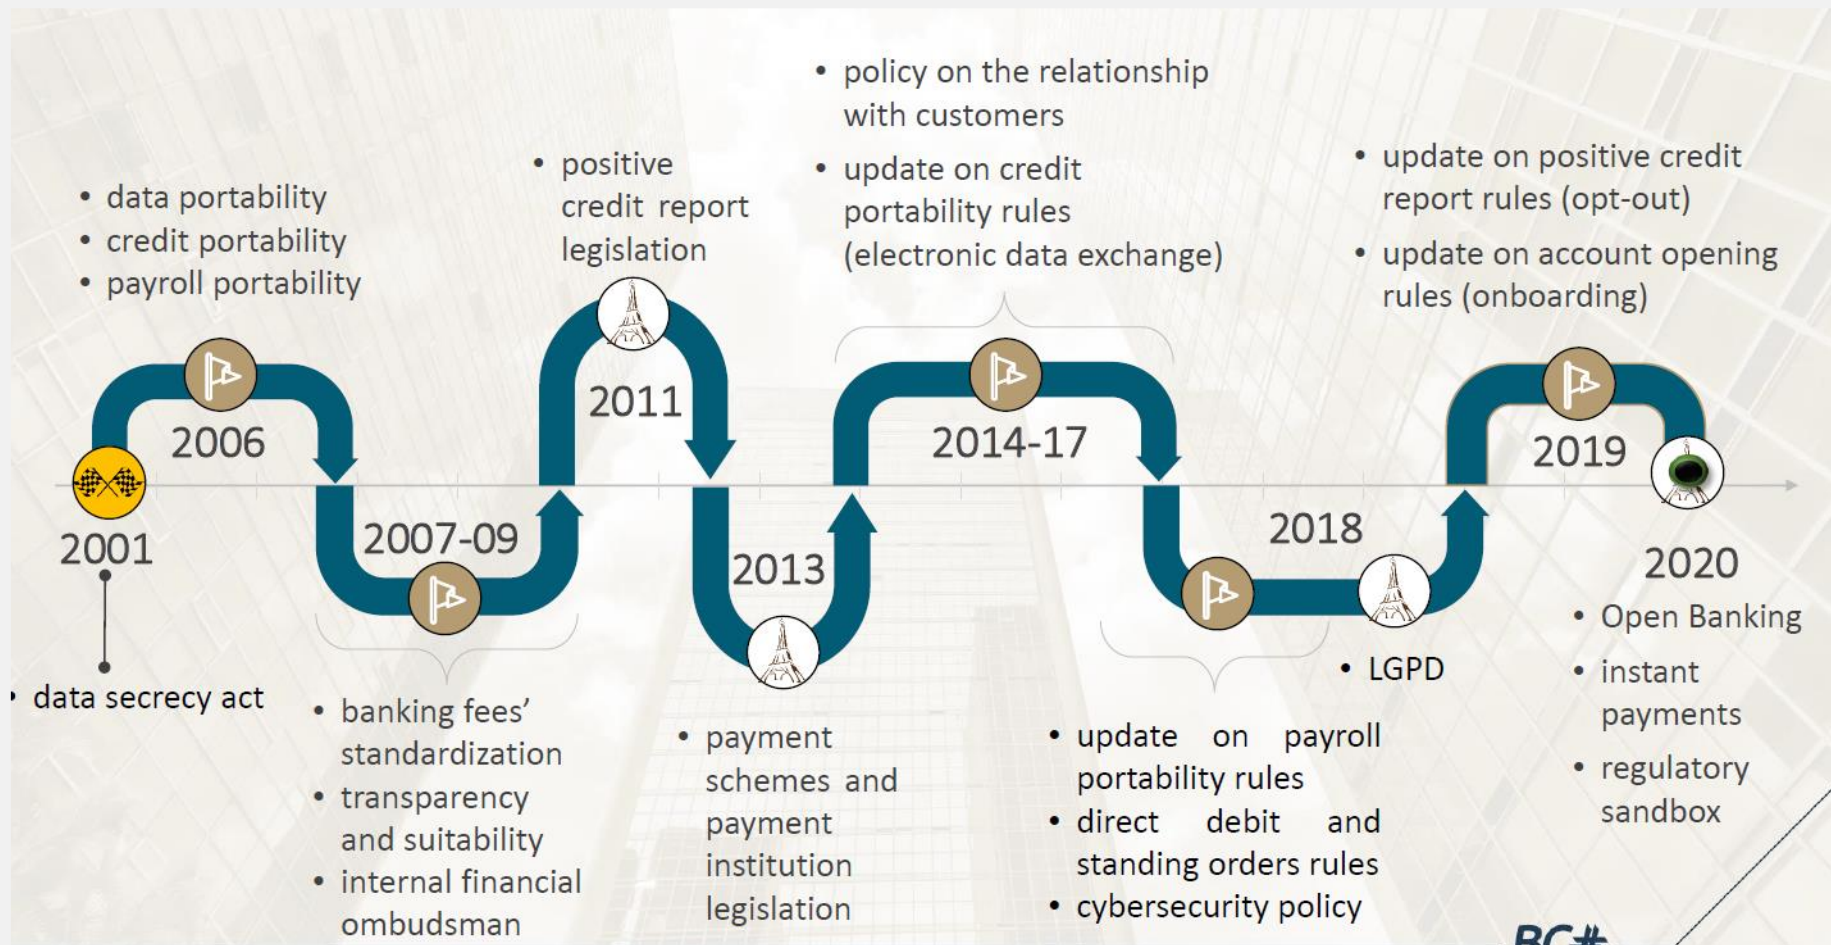 • policy on the relationship
with customers
• update on credit
portability rules
(electronic data exchange)
• positive
credit report
legislation
• update on positive credit
report rules (opt-out)
• update on account opening
rules (onboarding)
• data portability
• credit portability
• payroll portability
2006
2011
2014-17
2019
2001
2007-09
2013
2018
2020
• data secrecy act
• banking fees’
standardization
• transparency
and suitability
• internal financial
ombudsman
• payment
schemes and
payment
institution
legislation
• update on payroll
portability rules
• direct debit and
standing orders rules
• cybersecurity policy
• LGPD
• Open Banking
• instant
payments
• regulatory
sandbox
BC#